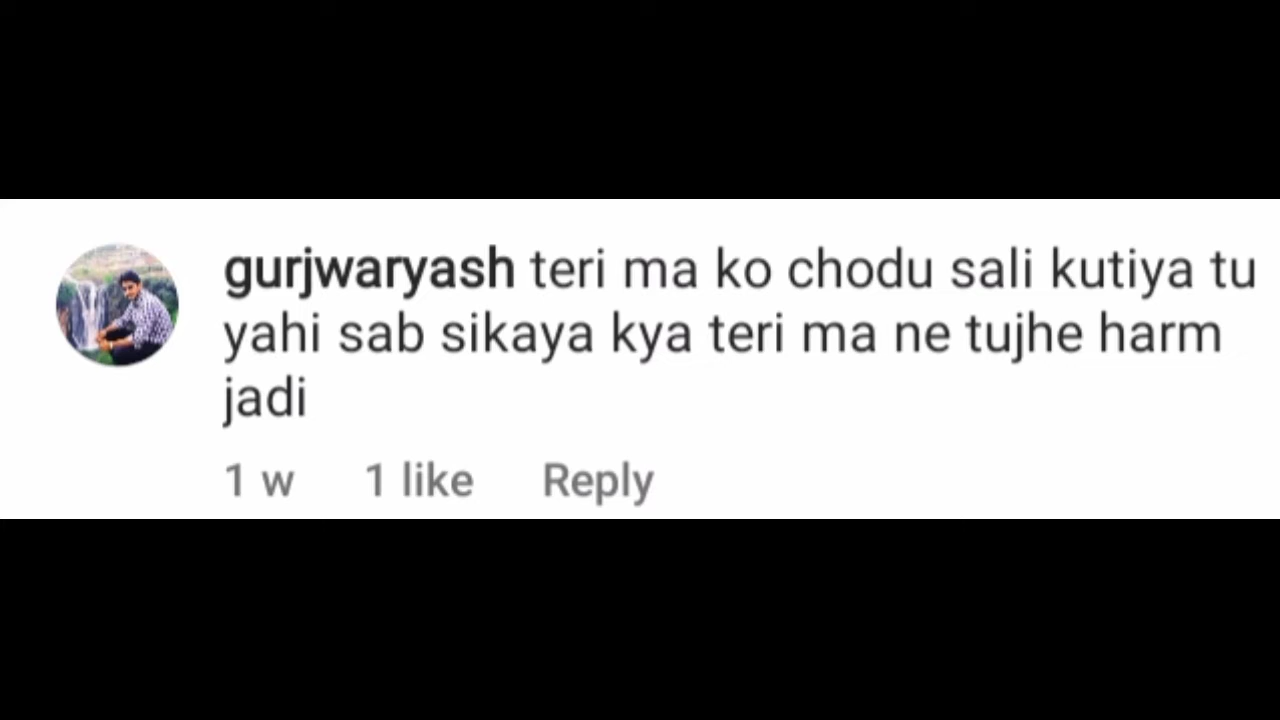 gurjwaryash teri ma ko chodu sali kutiya tu
yahi sab sikaya kya teri ma ne tujhe harm
jadi
1 w 1 like Reply